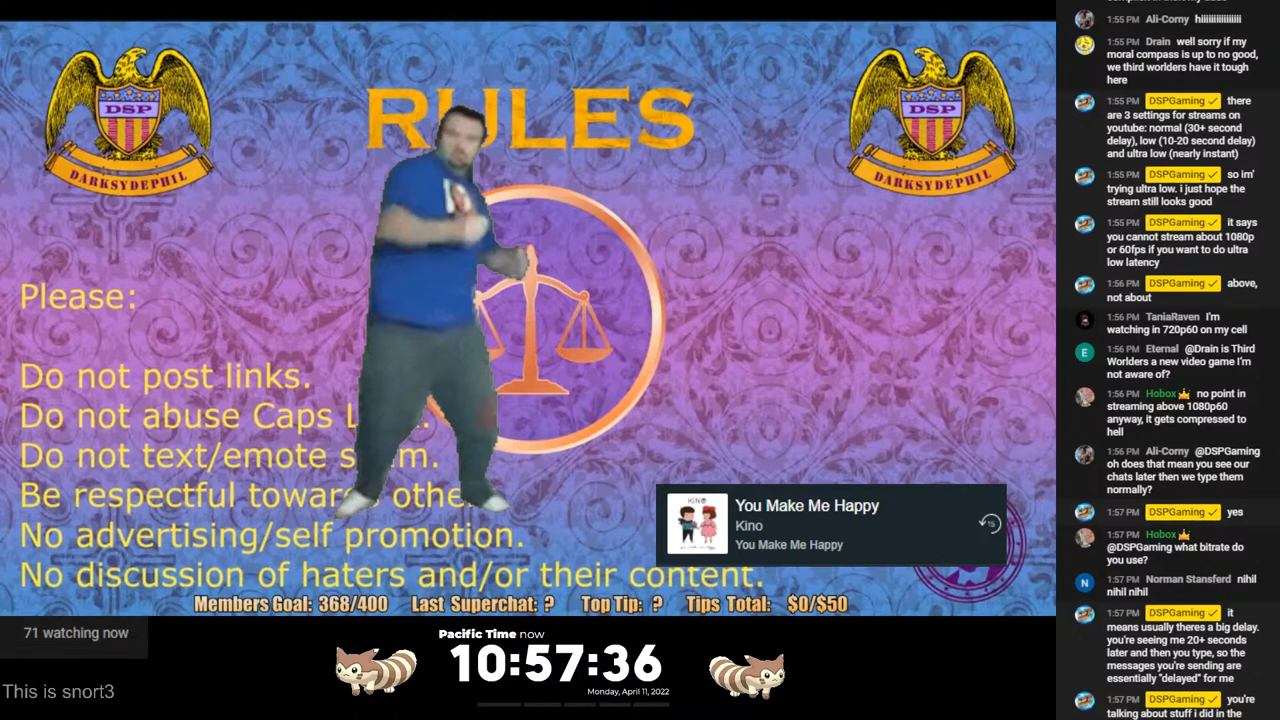 DSP
DARKSYDEPHIL
RULES
DSP
DARKSYDEPHIL
Please:
Do not post links.
Do not abuse Caps L
Do not text/emote s m.
Be respectful towar othe
No advertising/self promotion.
No discussion of haters and/or their content.
KINO
You Make Me Happy
Kino
You Make Me Happy
15
Members Goal: 368/400 Last Superchat: ? Top Tip: ? Tips Total: $0/$50
71 watching now
This is snort3
Pacific Time now
10:57:36
Monday, April 11, 2022
1:55 PM Ali-Corny hiiiiiiiiiiiiiiiii
1:55 PM Drain well sorry if my
moral compass is up to no good,
we third worlders have it tough
here
1:55 PM DSPGaming ✓ there
are 3 settings for streams on
youtube: normal (30+ second
delay), low (10-20 second delay)
and ultra low (nearly instant)
1:55 PM DSPGaming ✓ so im'
trying ultra low. i just hope the
stream still looks good
1:55 PM DSPGaming ✓ it says
you cannot stream about 1080p
or 60fps if you want to do ultra
low latency
1:56 PM DSPGaming ✓ above,
not about
1:56 PM TaniaRaven I'm
watching in 720p60 on my cell
E
1:56 PM Eternal @Drain is Third
Worlders a new video game I'm
not aware of?
1:56 PM Hobox no point in
streaming above 1080p60
anyway, it gets compressed to
hell
1:56 PM Ali-Corny @DSPGaming
oh does that mean you see our
chats later then we type them
normally?
1:57 PM DSPGaming ✓ yes
1:57 PM Hobox
@DSPGaming what bitrate do
you use?
N
1:57 PM Norman Stansferd nihil
nihil nihil
1:57 PM DSPGaming ✓ it
means usually theres a big delay.
you're seeing me 20+ seconds
later and then you type, so the
messages you're sending are
essentially "delayed" for me
1:57 PM DSPGaming ✓ you're
talking about stuff i did in the